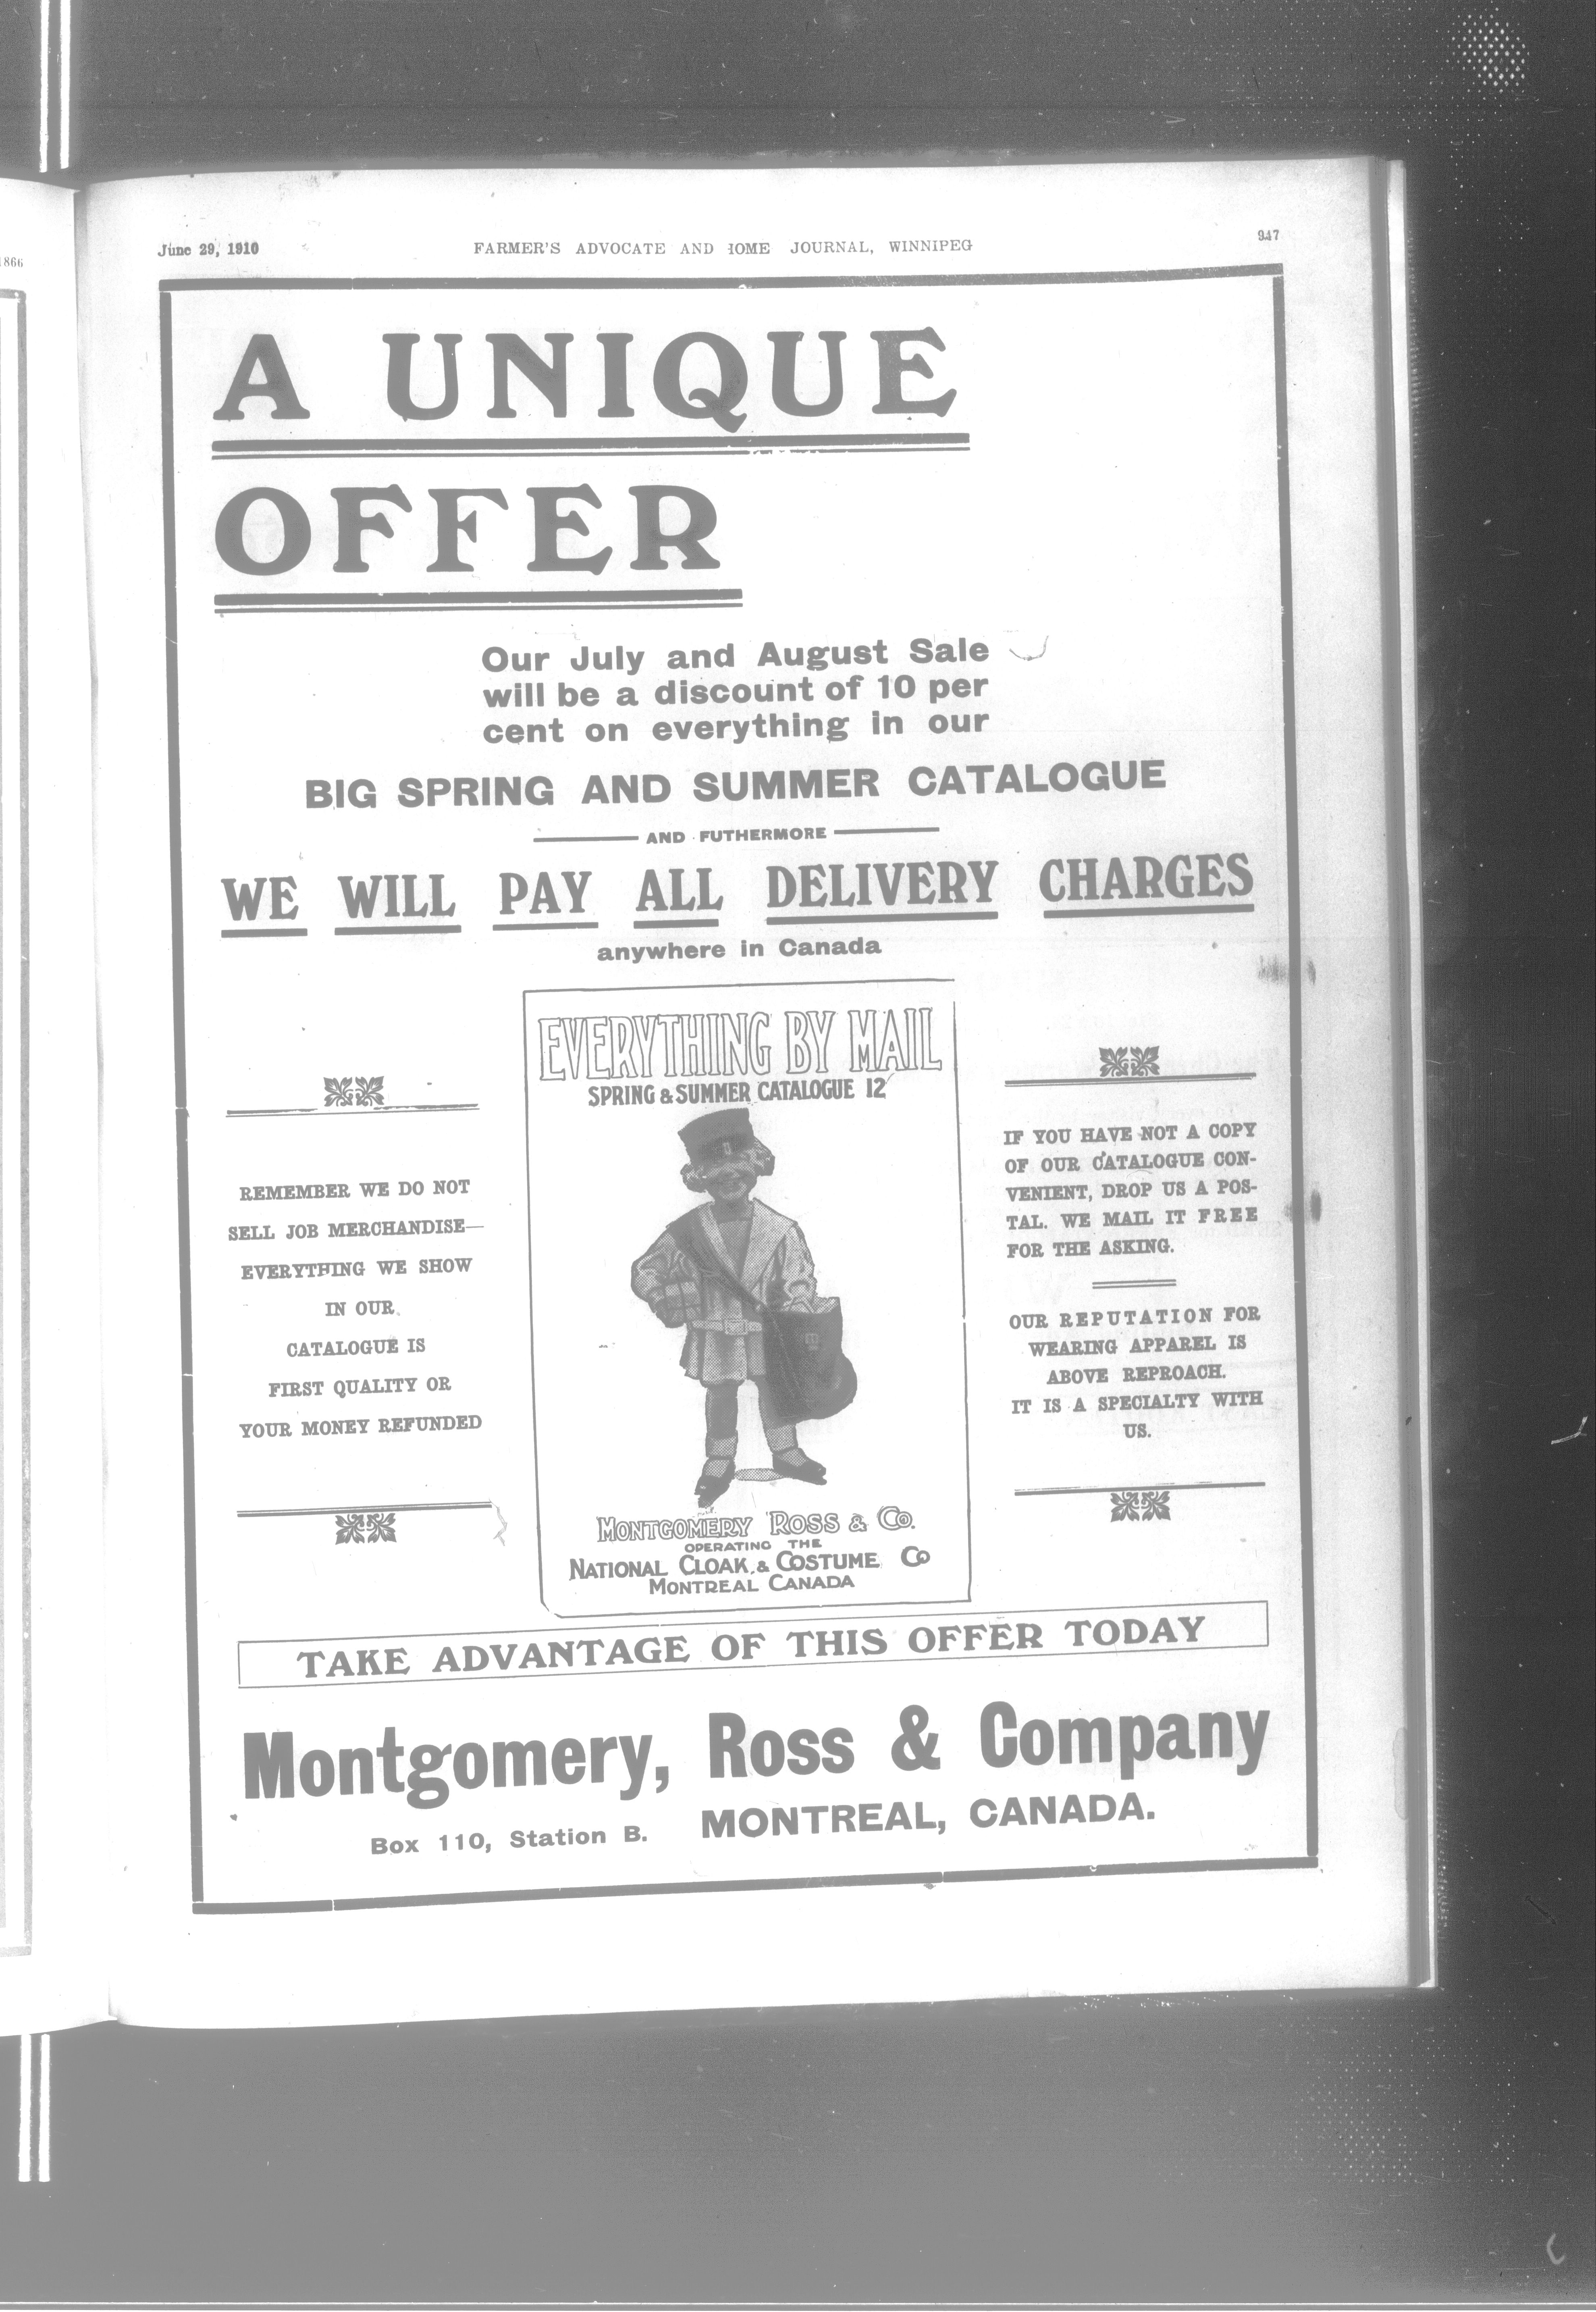 1866
June 29, 1910
FARMER'S ADVOCATE AND HOME JOURNAL, WINNIPEG
947
A UNIQUE
OFFER
Our July and August Sale
will be a discount of 10 per
cent on everything in our
BIG SPRING AND SUMMER CATALOGUE
AND FUTHERMORE
WE WILL PAY ALL DELIVERY CHARGES
anywhere in Canada
REMEMBER WE DO NOT
SELL JOB MERCHANDISE—
EVERYTHING WE SHOW
IN OUR
CATALOGUE IS
FIRST QUALITY OR
YOUR MONEY REFUNDED
EVERYTHING BY MAIL
SPRING & SUMMER CATALOGUE 12
MONTGOMERY ROSS & CO.
OPERATING THE
NATIONAL CLOAK & COSTUME CO
MONTREAL CANADA
IF YOU HAVE NOT A COPY
OF OUR CATALOGUE CON-
VENIENT, DROP US A POS-
TAL. WE MAIL IT FREE
FOR THE ASKING.
OUR REPUTATION FOR
WEARING APPAREL IS
ABOVE REPROACH.
IT IS A SPECIALTY WITH
US.
TAKE ADVANTAGE OF THIS OFFER TODAY
Montgomery, Ross & Company
Box 110, Station B. MONTREAL, CANADA.